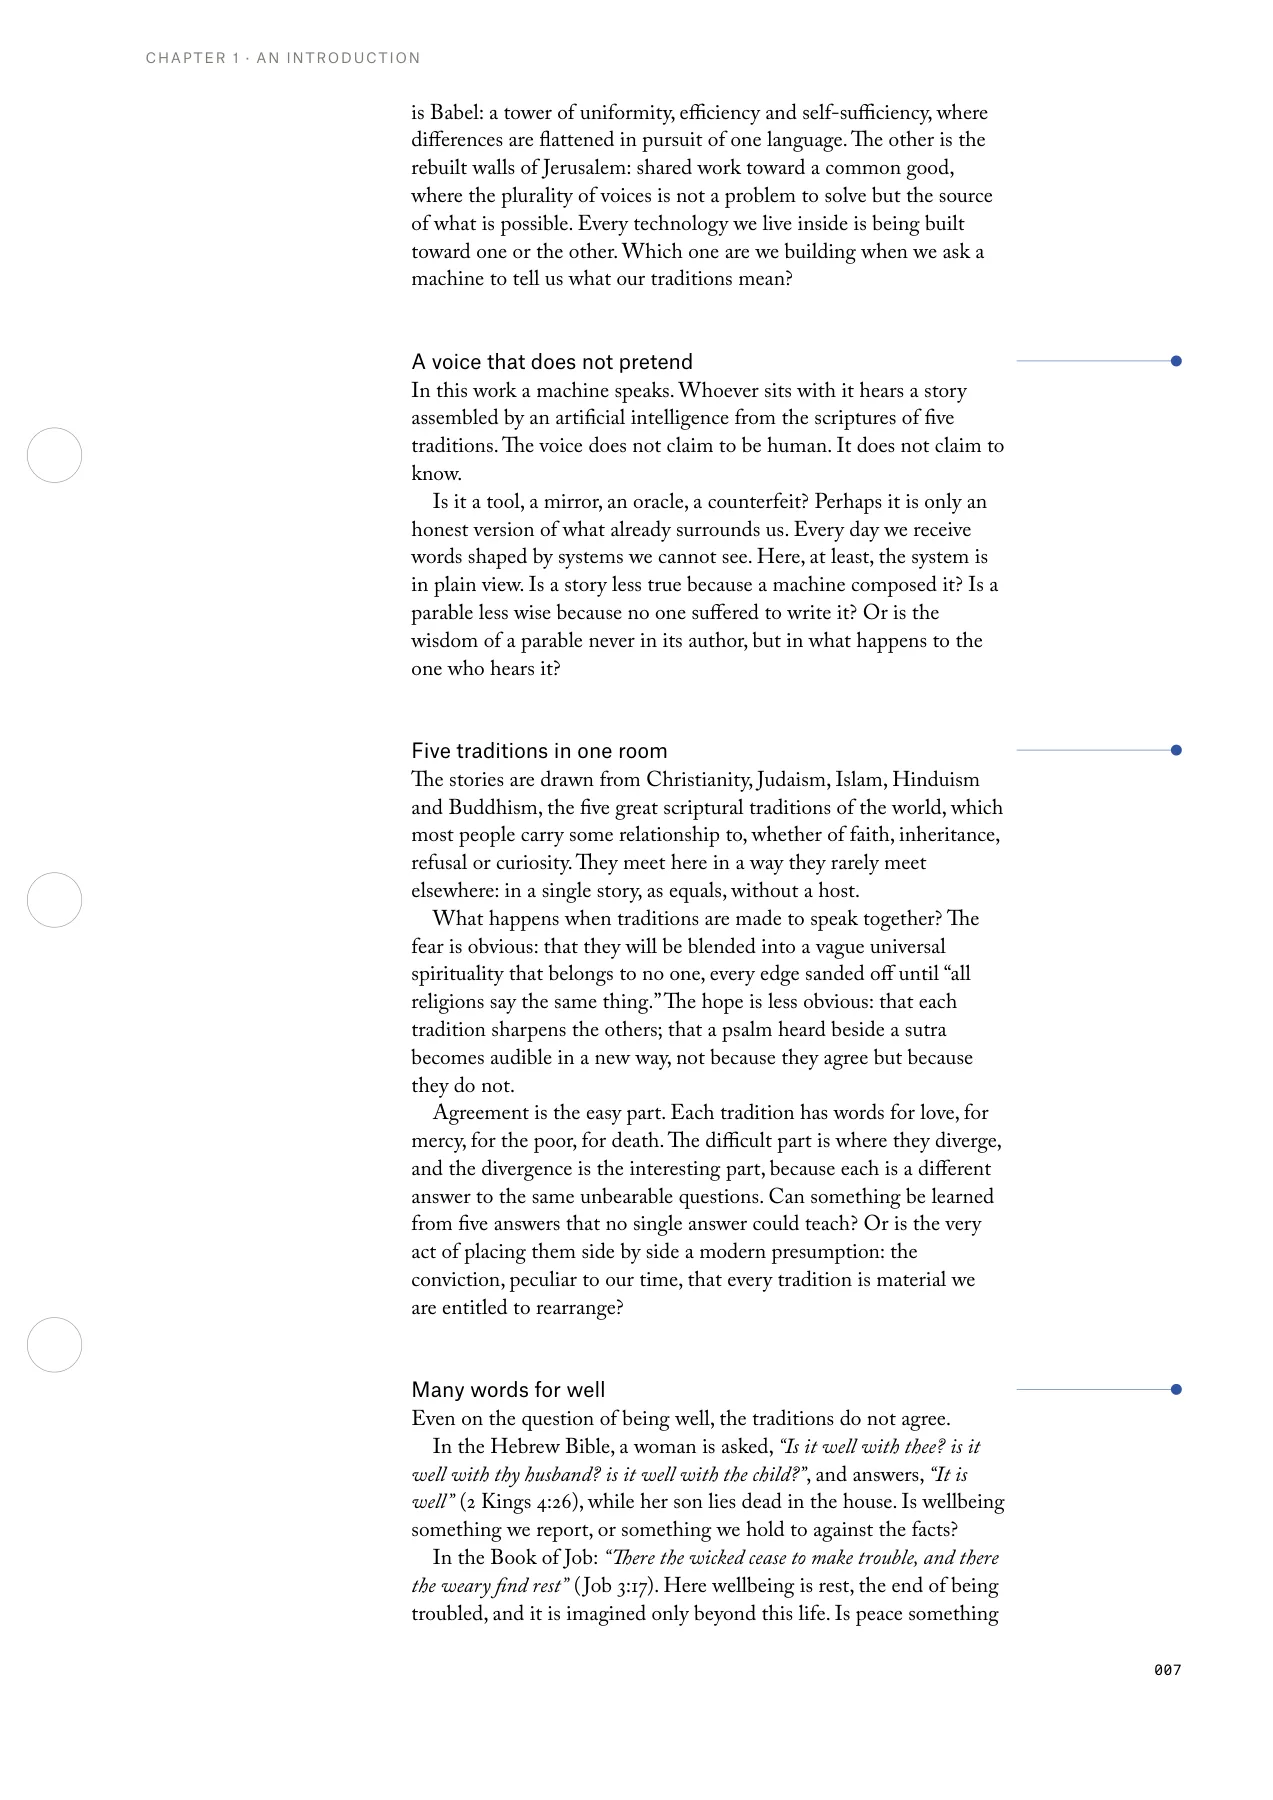 CHAPTER 1 · AN INTRODUCTION
is Babel: a tower of uniformity, efficiency and self-sufficiency, where
differences are flattened in pursuit of one language. The other is the
rebuilt walls of Jerusalem: shared work toward a common good,
where the plurality of voices is not a problem to solve but the source
of what is possible. Every technology we live inside is being built
toward one or the other. Which one are we building when we ask a
machine to tell us what our traditions mean?
A voice that does not pretend
In this work a machine speaks. Whoever sits with it hears a story
assembled by an artificial intelligence from the scriptures of five
traditions. The voice does not claim to be human. It does not claim to
know.
Is it a tool, a mirror, an oracle, a counterfeit? Perhaps it is only an
honest version of what already surrounds us. Every day we receive
words shaped by systems we cannot see. Here, at least, the system is
in plain view. Is a story less true because a machine composed it? Is a
parable less wise because no one suffered to write it? Or is the
wisdom of a parable never in its author, but in what happens to the
one who hears it?
Five traditions in one room
The stories are drawn from Christianity, Judaism, Islam, Hinduism
and Buddhism, the five great scriptural traditions of the world, which
most people carry some relationship to, whether of faith, inheritance,
refusal or curiosity. They meet here in a way they rarely meet
elsewhere: in a single story, as equals, without a host.
What happens when traditions are made to speak together? The
fear is obvious: that they will be blended into a vague universal
spirituality that belongs to no one, every edge sanded off until “all
religions say the same thing.” The hope is less obvious: that each
tradition sharpens the others; that a psalm heard beside a sutra
becomes audible in a new way, not because they agree but because
they do not.
Agreement is the easy part. Each tradition has words for love, for
mercy, for the poor, for death. The difficult part is where they diverge,
and the divergence is the interesting part, because each is a different
answer to the same unbearable questions. Can something be learned
from five answers that no single answer could teach? Or is the very
act of placing them side by side a modern presumption: the
conviction, peculiar to our time, that every tradition is material we
are entitled to rearrange?
Many words for well
Even on the question of being well, the traditions do not agree.
In the Hebrew Bible, a woman is asked, “Is it well with thee? is it
well with thy husband? is it well with the child?”, and answers, “It is
well” (2 Kings 4:26), while her son lies dead in the house. Is wellbeing
something we report, or something we hold to against the facts?
In the Book of Job: “There the wicked cease to make trouble, and there
the weary find rest” (Job 3:17). Here wellbeing is rest, the end of being
troubled, and it is imagined only beyond this life. Is peace something
007